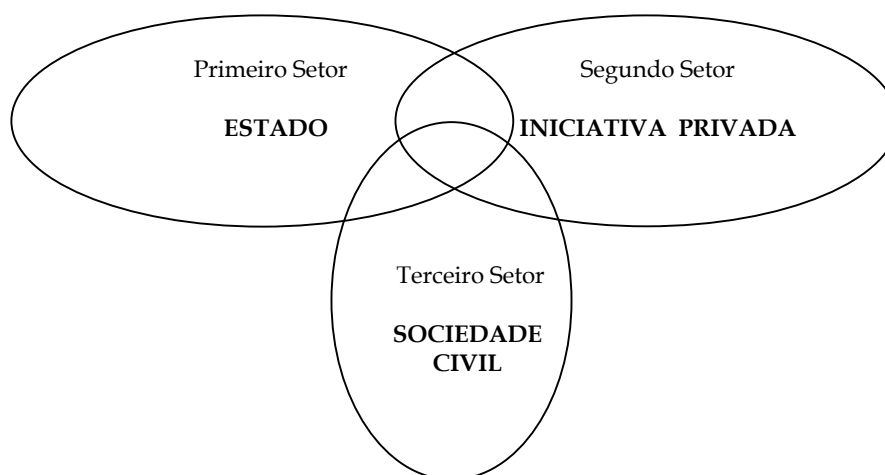 Primeiro Setor
ESTADO
Segundo Setor
INICIATIVA PRIVADA
Terceiro Setor
SOCIEDADE
CIVIL